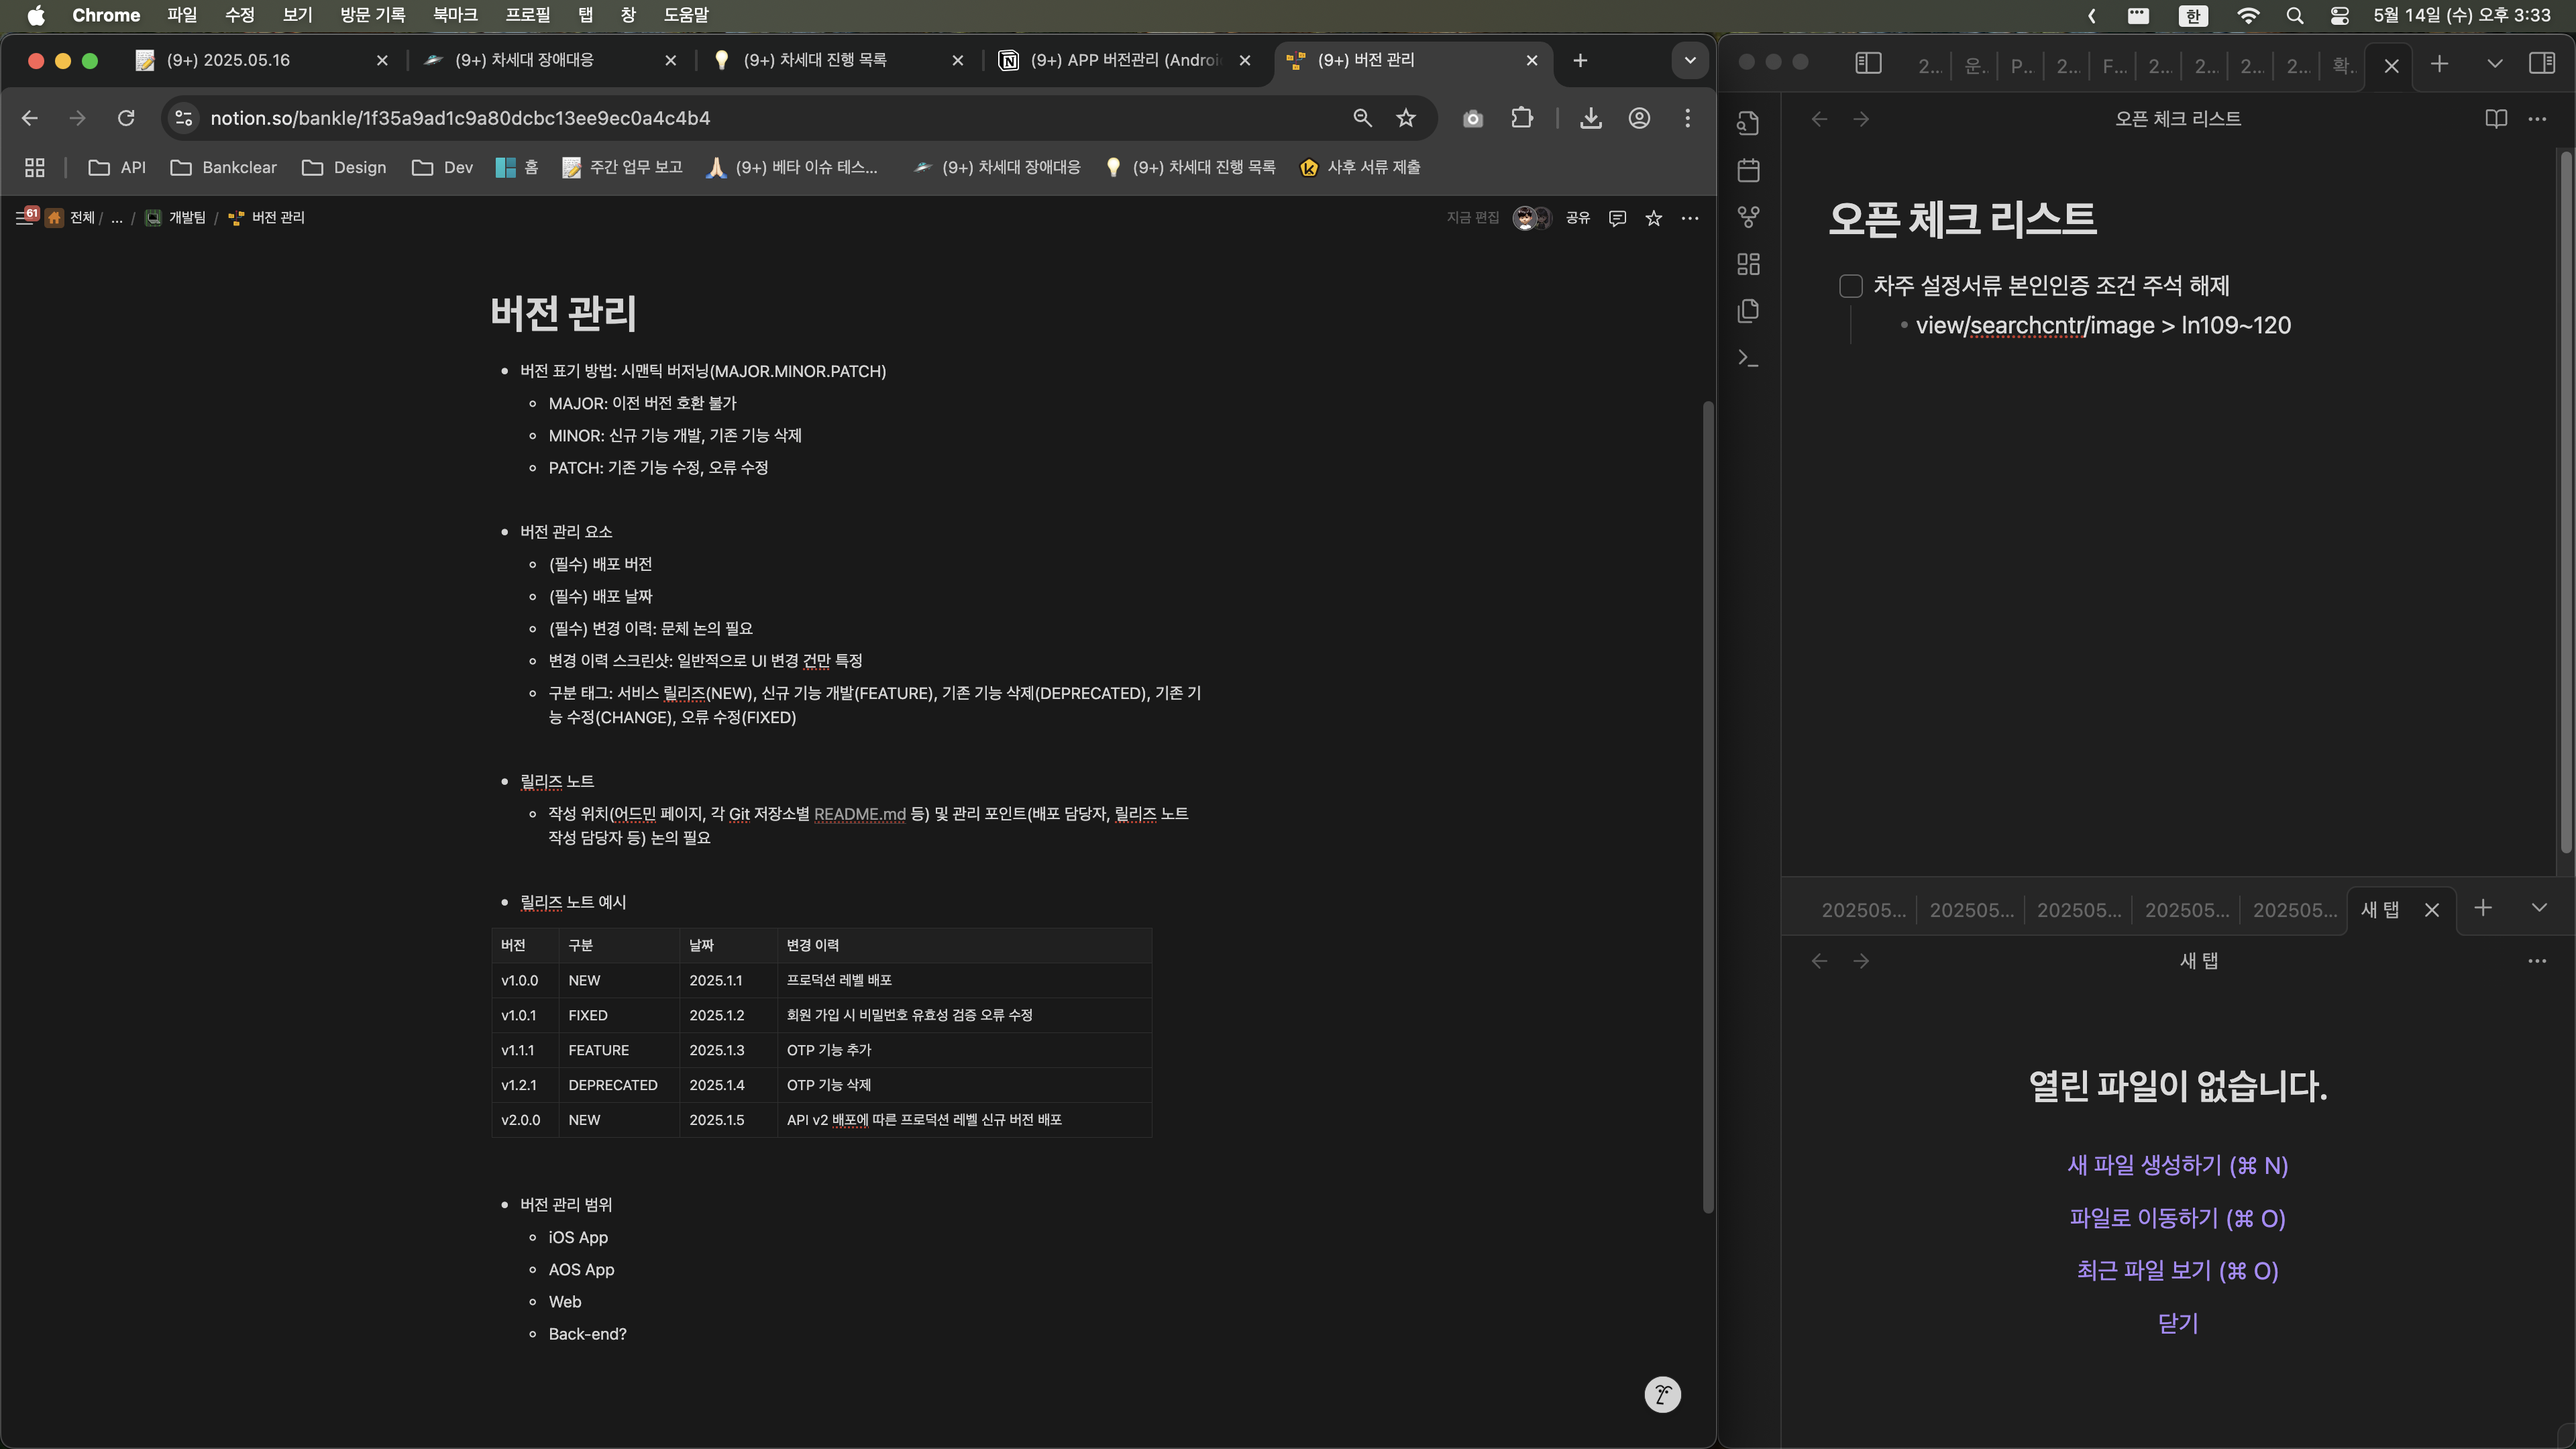 Chrome 파일 수정 보기 방문 기록 북마크 프로필 탭 창 도움말
한 5월 14일 (수) 오후 3:33
(9+) 2025.05.16
(9+) 차세대 장애대응
(9+) 차세대 진행 목록
(9+) APP 버전관리 (Androi
(9+) 버전 관리
notion.so/bankle/1f35a9ad1c9a80dcbc13ee9ec0a4c4b4
API
Bankclear
Design
Dev
홈
주간 업무 보고
(9+) 베타 이슈 테스...
(9+) 차세대 장애대응
(9+) 차세대 진행 목록
사후 서류 제출
61 전체 / ... / 개발팀 / 버전 관리
지금 편집 공유
버전 관리
• 버전 표기 방법: 시맨틱 버저닝(MAJOR.MINOR.PATCH)
◦ MAJOR: 이전 버전 호환 불가
◦ MINOR: 신규 기능 개발, 기존 기능 삭제
◦ PATCH: 기존 기능 수정, 오류 수정
• 버전 관리 요소
◦ (필수) 배포 버전
◦ (필수) 배포 날짜
◦ (필수) 변경 이력: 문체 논의 필요
◦ 변경 이력 스크린샷: 일반적으로 UI 변경 건만 특정
◦ 구분 태그: 서비스 릴리즈(NEW), 신규 기능 개발(FEATURE), 기존 기능 삭제(DEPRECATED), 기존 기
능 수정(CHANGE), 오류 수정(FIXED)
• 릴리즈 노트
◦ 작성 위치(어드민 페이지, 각 Git 저장소별 README.md 등) 및 관리 포인트(배포 담당자, 릴리즈 노트
작성 담당자 등) 논의 필요
• 릴리즈 노트 예시
버전 구분 날짜 변경 이력
v1.0.0 NEW 2025.1.1 프로덕션 레벨 배포
v1.0.1 FIXED 2025.1.2 회원 가입 시 비밀번호 유효성 검증 오류 수정
v1.1.1 FEATURE 2025.1.3 OTP 기능 추가
v1.2.1 DEPRECATED 2025.1.4 OTP 기능 삭제
v2.0.0 NEW 2025.1.5 API v2 배포에 따른 프로덕션 레벨 신규 버전 배포
• 버전 관리 범위
◦ iOS App
◦ AOS App
◦ Web
◦ Back-end?
2... 운.. P... 2... F... 2... 2... 2... 2... 확..
오픈 체크 리스트
오픈 체크 리스트
차주 설정서류 본인인증 조건 주석 해제
• view/searchcntr/image > ln109~120
202505... 202505... 202505... 202505... 202505... 새 탭
새 탭
열린 파일이 없습니다.
새 파일 생성하기 (⌘ N)
파일로 이동하기 (⌘ O)
최근 파일 보기 (⌘ O)
닫기